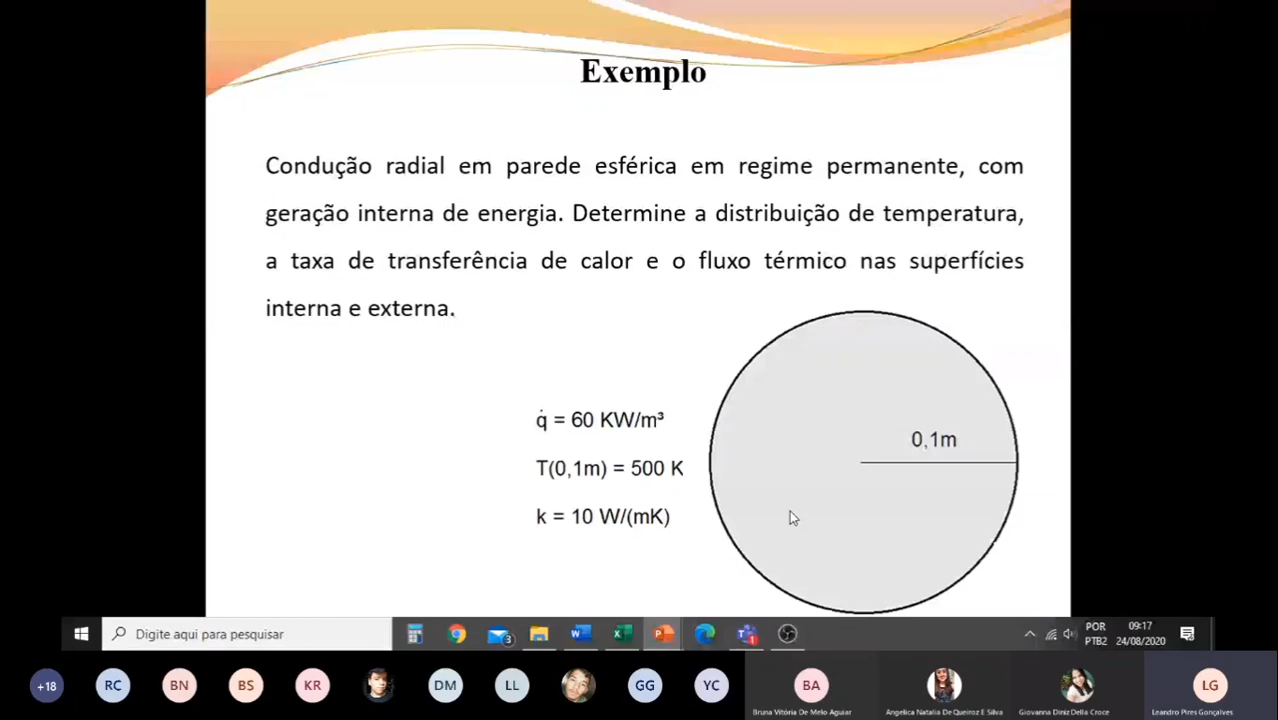 Exemplo
Condução radial em parede esférica em regime permanente, com
geração interna de energia. Determine a distribuição de temperatura,
a taxa de transferência de calor e o fluxo térmico nas superfícies
interna e externa.
q̇ = 60 KW/m³
T(0,1m) = 500 K
k = 10 W/(mK)
0,1m
Digite aqui para pesquisar
3
1
POR
PTB2
09:17
24/08/2020
+18
RC
BN
BS
KR
DM
LL
GG
YC
BA
LG
Bruna Vitória De Melo Aguiar
Angelica Natalia De Queiroz E Silva
Giovanna Diniz Della Croce
Leandro Pires Gonçalves